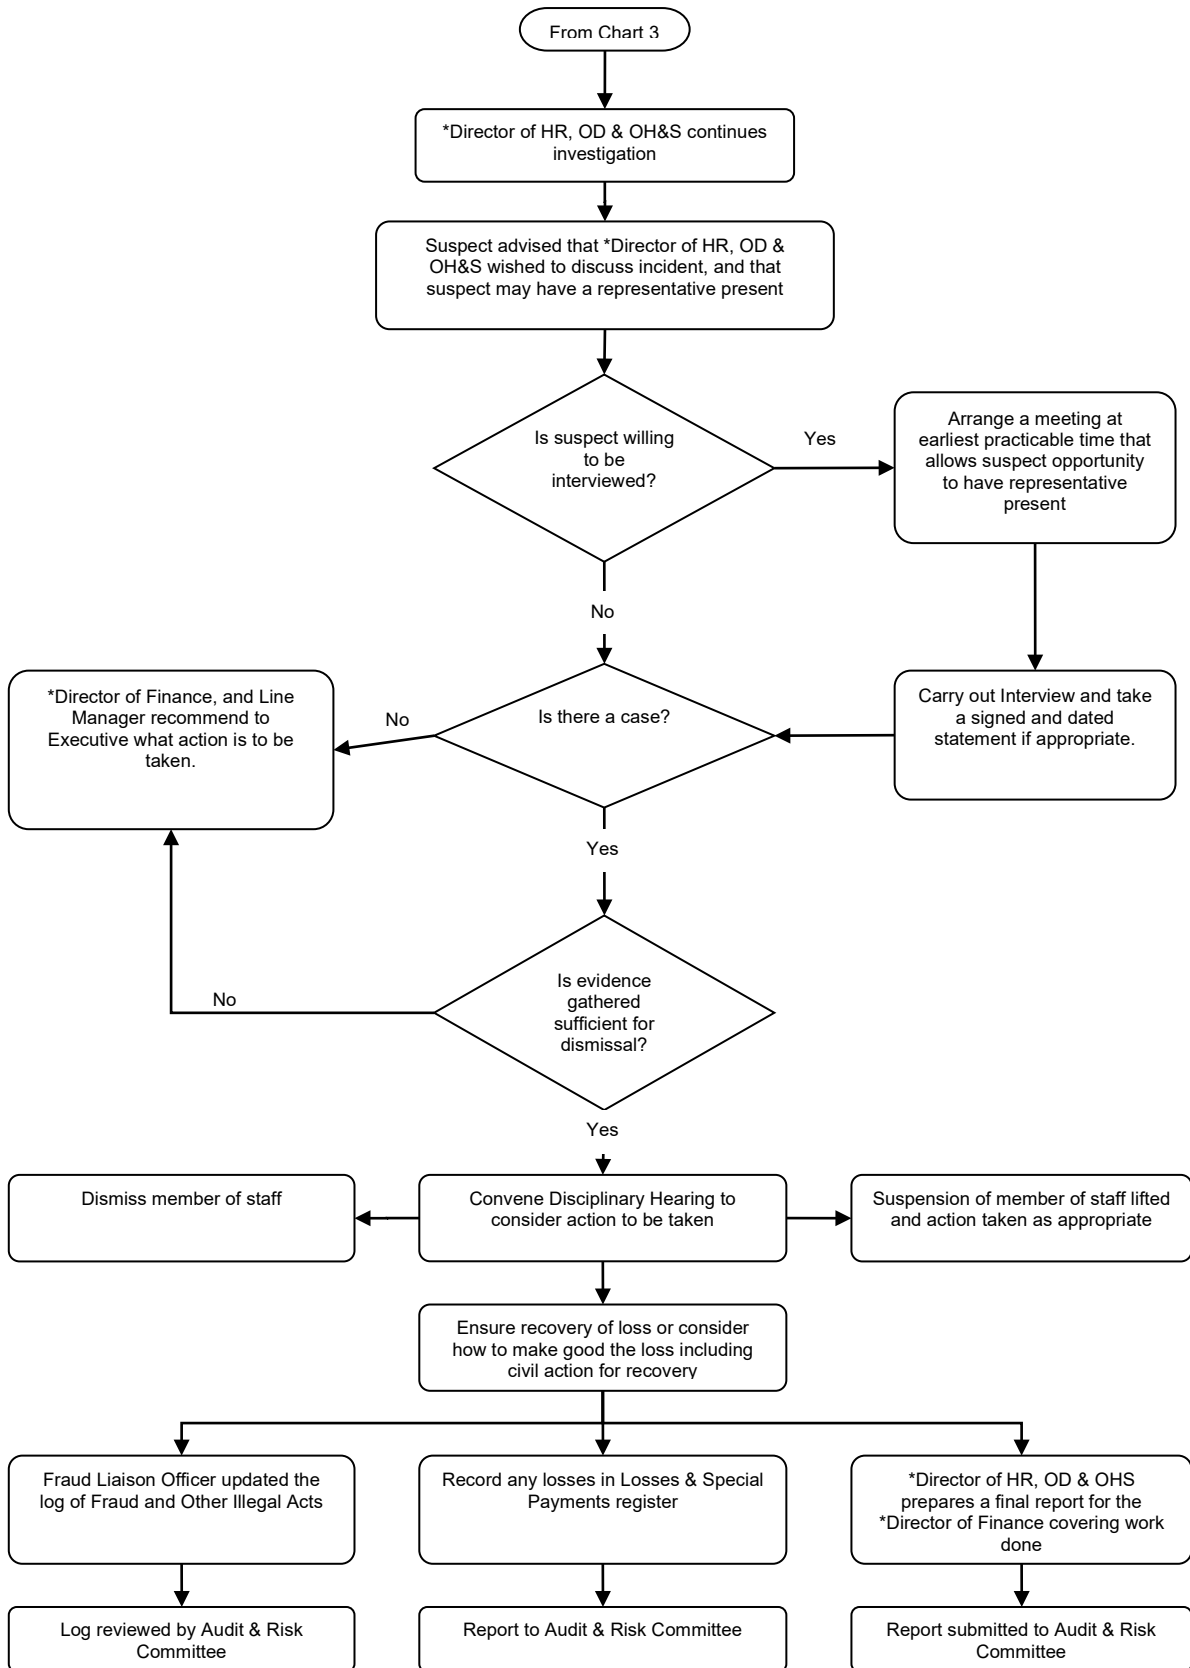 From Chart 3
*Director of HR, OD & OH&S continues
investigation
Suspect advised that *Director of HR, OD &
OH&S wished to discuss incident, and that
suspect may have a representative present
Is suspect willing
to be
interviewed?
Yes
Arrange a meeting at
earliest practicable time that
allows suspect opportunity
to have representative
present
No
*Director of Finance, and Line
Manager recommend to
Executive what action is to be
taken.
No
Is there a case?
Carry out Interview and take
a signed and dated
statement if appropriate.
Yes
Is evidence
gathered
sufficient for
dismissal?
No
Yes
Dismiss member of staff
Convene Disciplinary Hearing to
consider action to be taken
Suspension of member of staff lifted
and action taken as appropriate
Ensure recovery of loss or consider
how to make good the loss including
civil action for recovery
Fraud Liaison Officer updated the
log of Fraud and Other Illegal Acts
Record any losses in Losses & Special
Payments register
*Director of HR, OD & OHS
prepares a final report for the
*Director of Finance covering work
done
Log reviewed by Audit & Risk
Committee
Report to Audit & Risk Committee
Report submitted to Audit & Risk
Committee